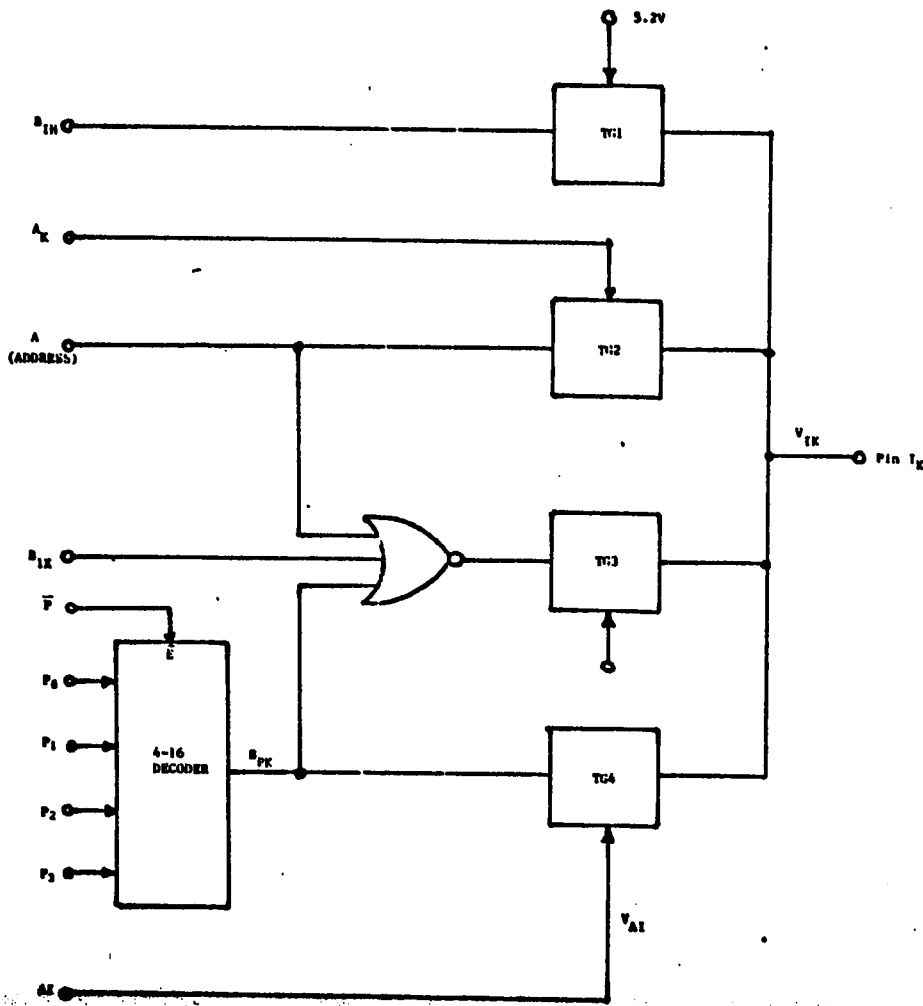 5.2V
B_IH
TG1
A_K
A
(ADDRESS)
TG2
V_IK
Pin I_K
B_IK
TG3
P̅
E̅
P_0
P_1
4-16
DECODER
B_PK
TG4
P_2
P_3
V_AI
AI